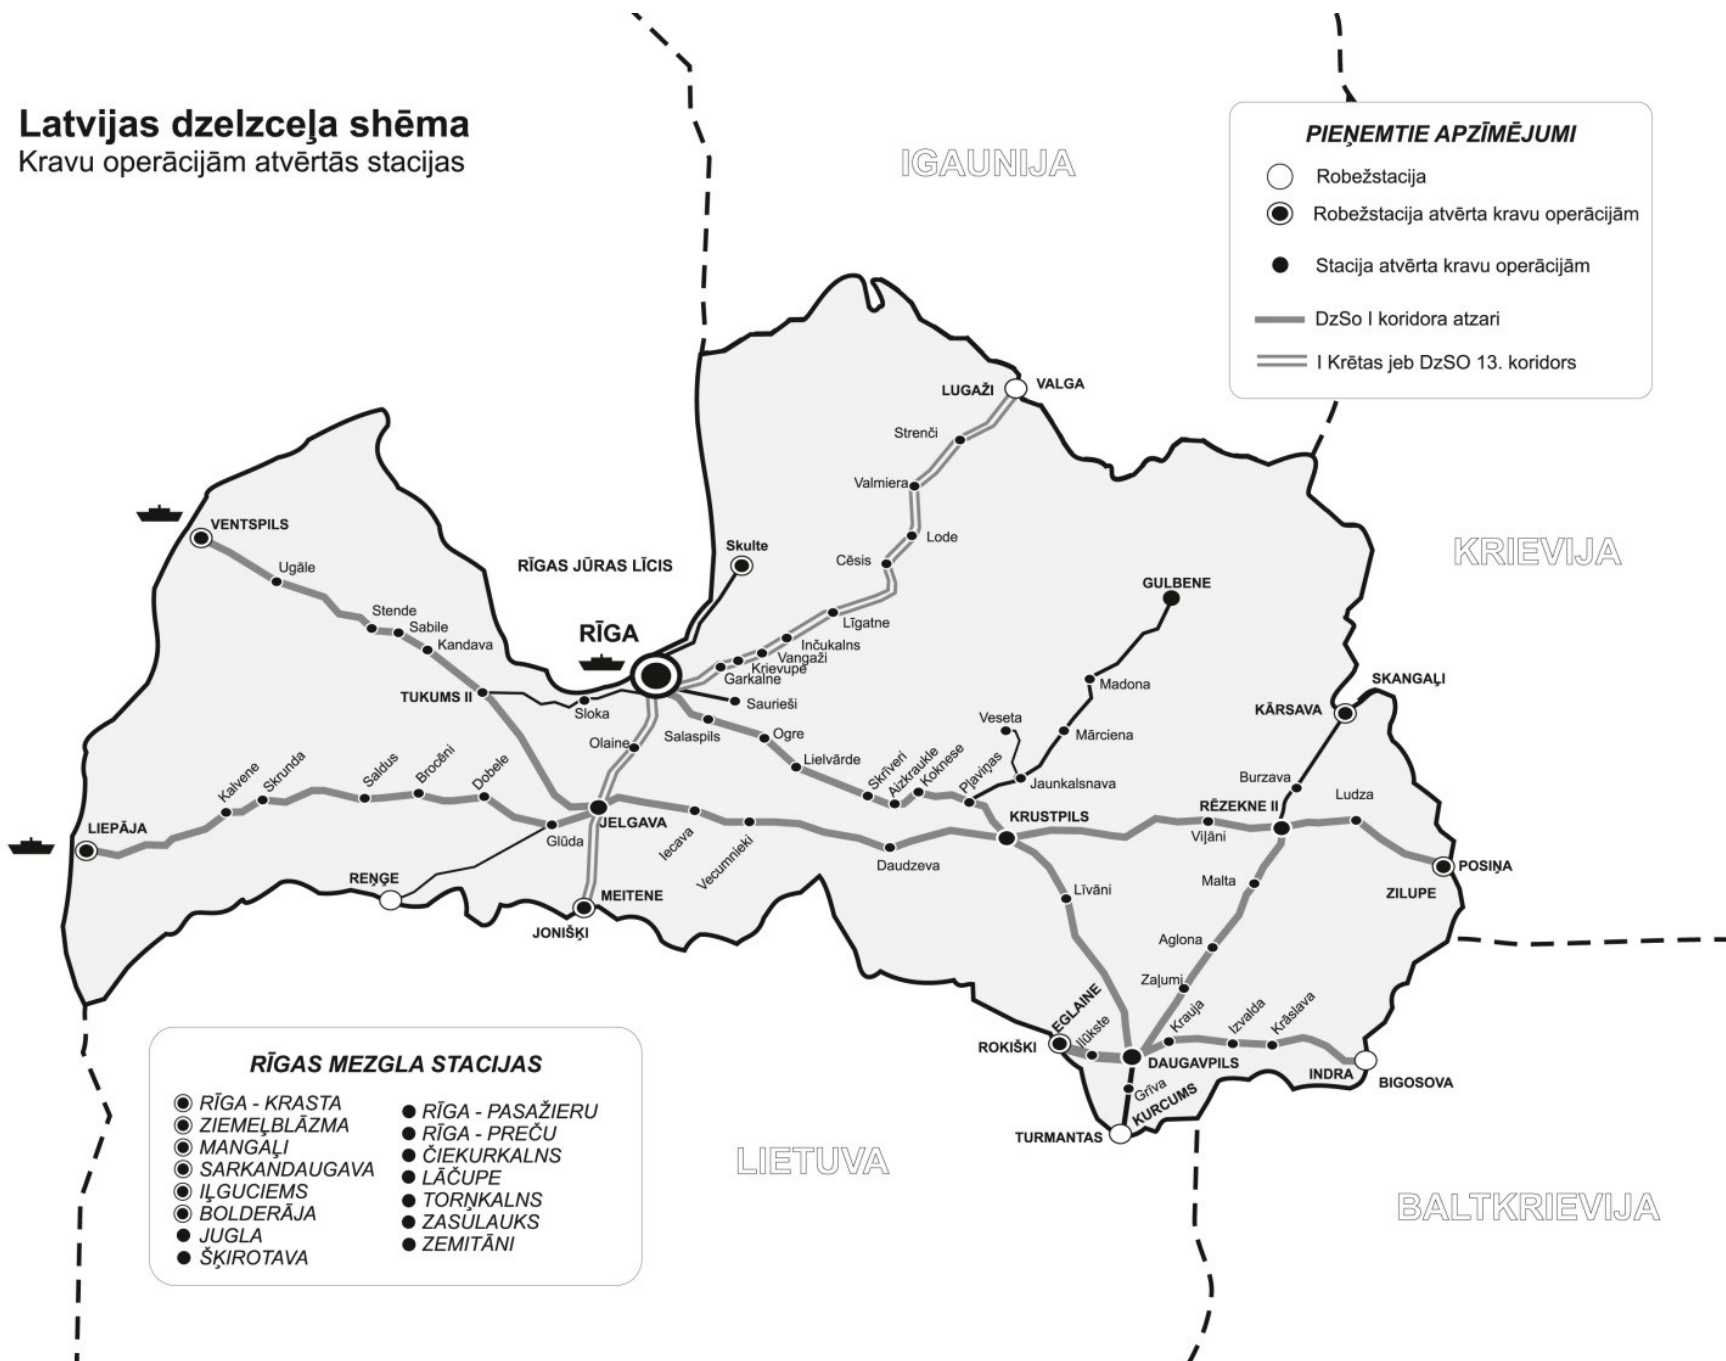 Latvijas dzelzceļa shēma
Kravu operācijām atvērtās stacijas
IGAUNIJA
PIEŅEMTIE APZĪMĒJUMI
Robežstacija
Robežstacija atvērta kravu operācijām
Stacija atvērta kravu operācijām
DzSo I koridora atzari
I Krētas jeb DzSO 13. koridors
LUGAŽI
VALGA
Strenči
Valmiera
Lode
Cēsis
Līgatne
Inčukalns
Vangaži
Krievupe
Garkalne
VENTSPILS
Ugāle
Stende
Sabile
Kandava
TUKUMS II
Sloka
RĪGAS JŪRAS LĪCIS
Skulte
RĪGA
Saurieši
Salaspils
Ogre
Lielvārde
Skrīveri
Aizkraukle
Koknese
Pļaviņas
GULBENE
Madona
Mārciena
Veseta
Jaunkalsnava
KRIEVIJA
SKANGAĻI
KĀRSAVA
Burzava
RĒZEKNE II
Ludza
POSIŅA
ZILUPE
Viļāni
KRUSTPILS
Olaine
JELGAVA
Iecava
Vecumnieki
Daudzeva
LIEPĀJA
Kalvene
Skrunda
Saldus
Brocēni
Dobele
Glūda
REŅĢE
MEITENE
JONIŠĶI
Līvāni
Malta
Aglona
Zaļumi
Krauja
Izvalda
Krāslava
ROKIŠKI
EGLAINE
Ilūkste
DAUGAVPILS
INDRA
BIGOSOVA
Grīva
KURCUMS
TURMANTAS
LIETUVA
BALTKRIEVIJA
RĪGAS MEZGLA STACIJAS
RĪGA - KRASTA
ZIEMEĻBLĀZMA
MANGAĻI
SARKANDAUGAVA
IĻGUCIEMS
BOLDERĀJA
JUGLA
ŠĶIROTAVA
RĪGA - PASAŽIERU
RĪGA - PREČU
ČIEKURKALNS
LĀČUPE
TORŅKALNS
ZASULAUKS
ZEMITĀNI